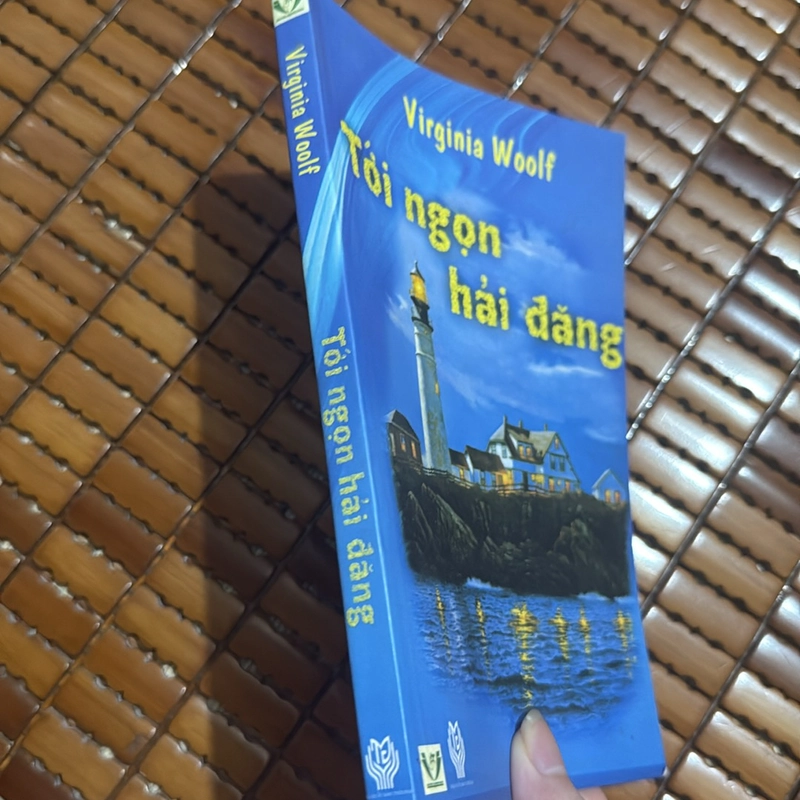 Virginia Woolf
Tới ngọn
hải đăng
Virginia Woolf
Tới ngọn hải đăng